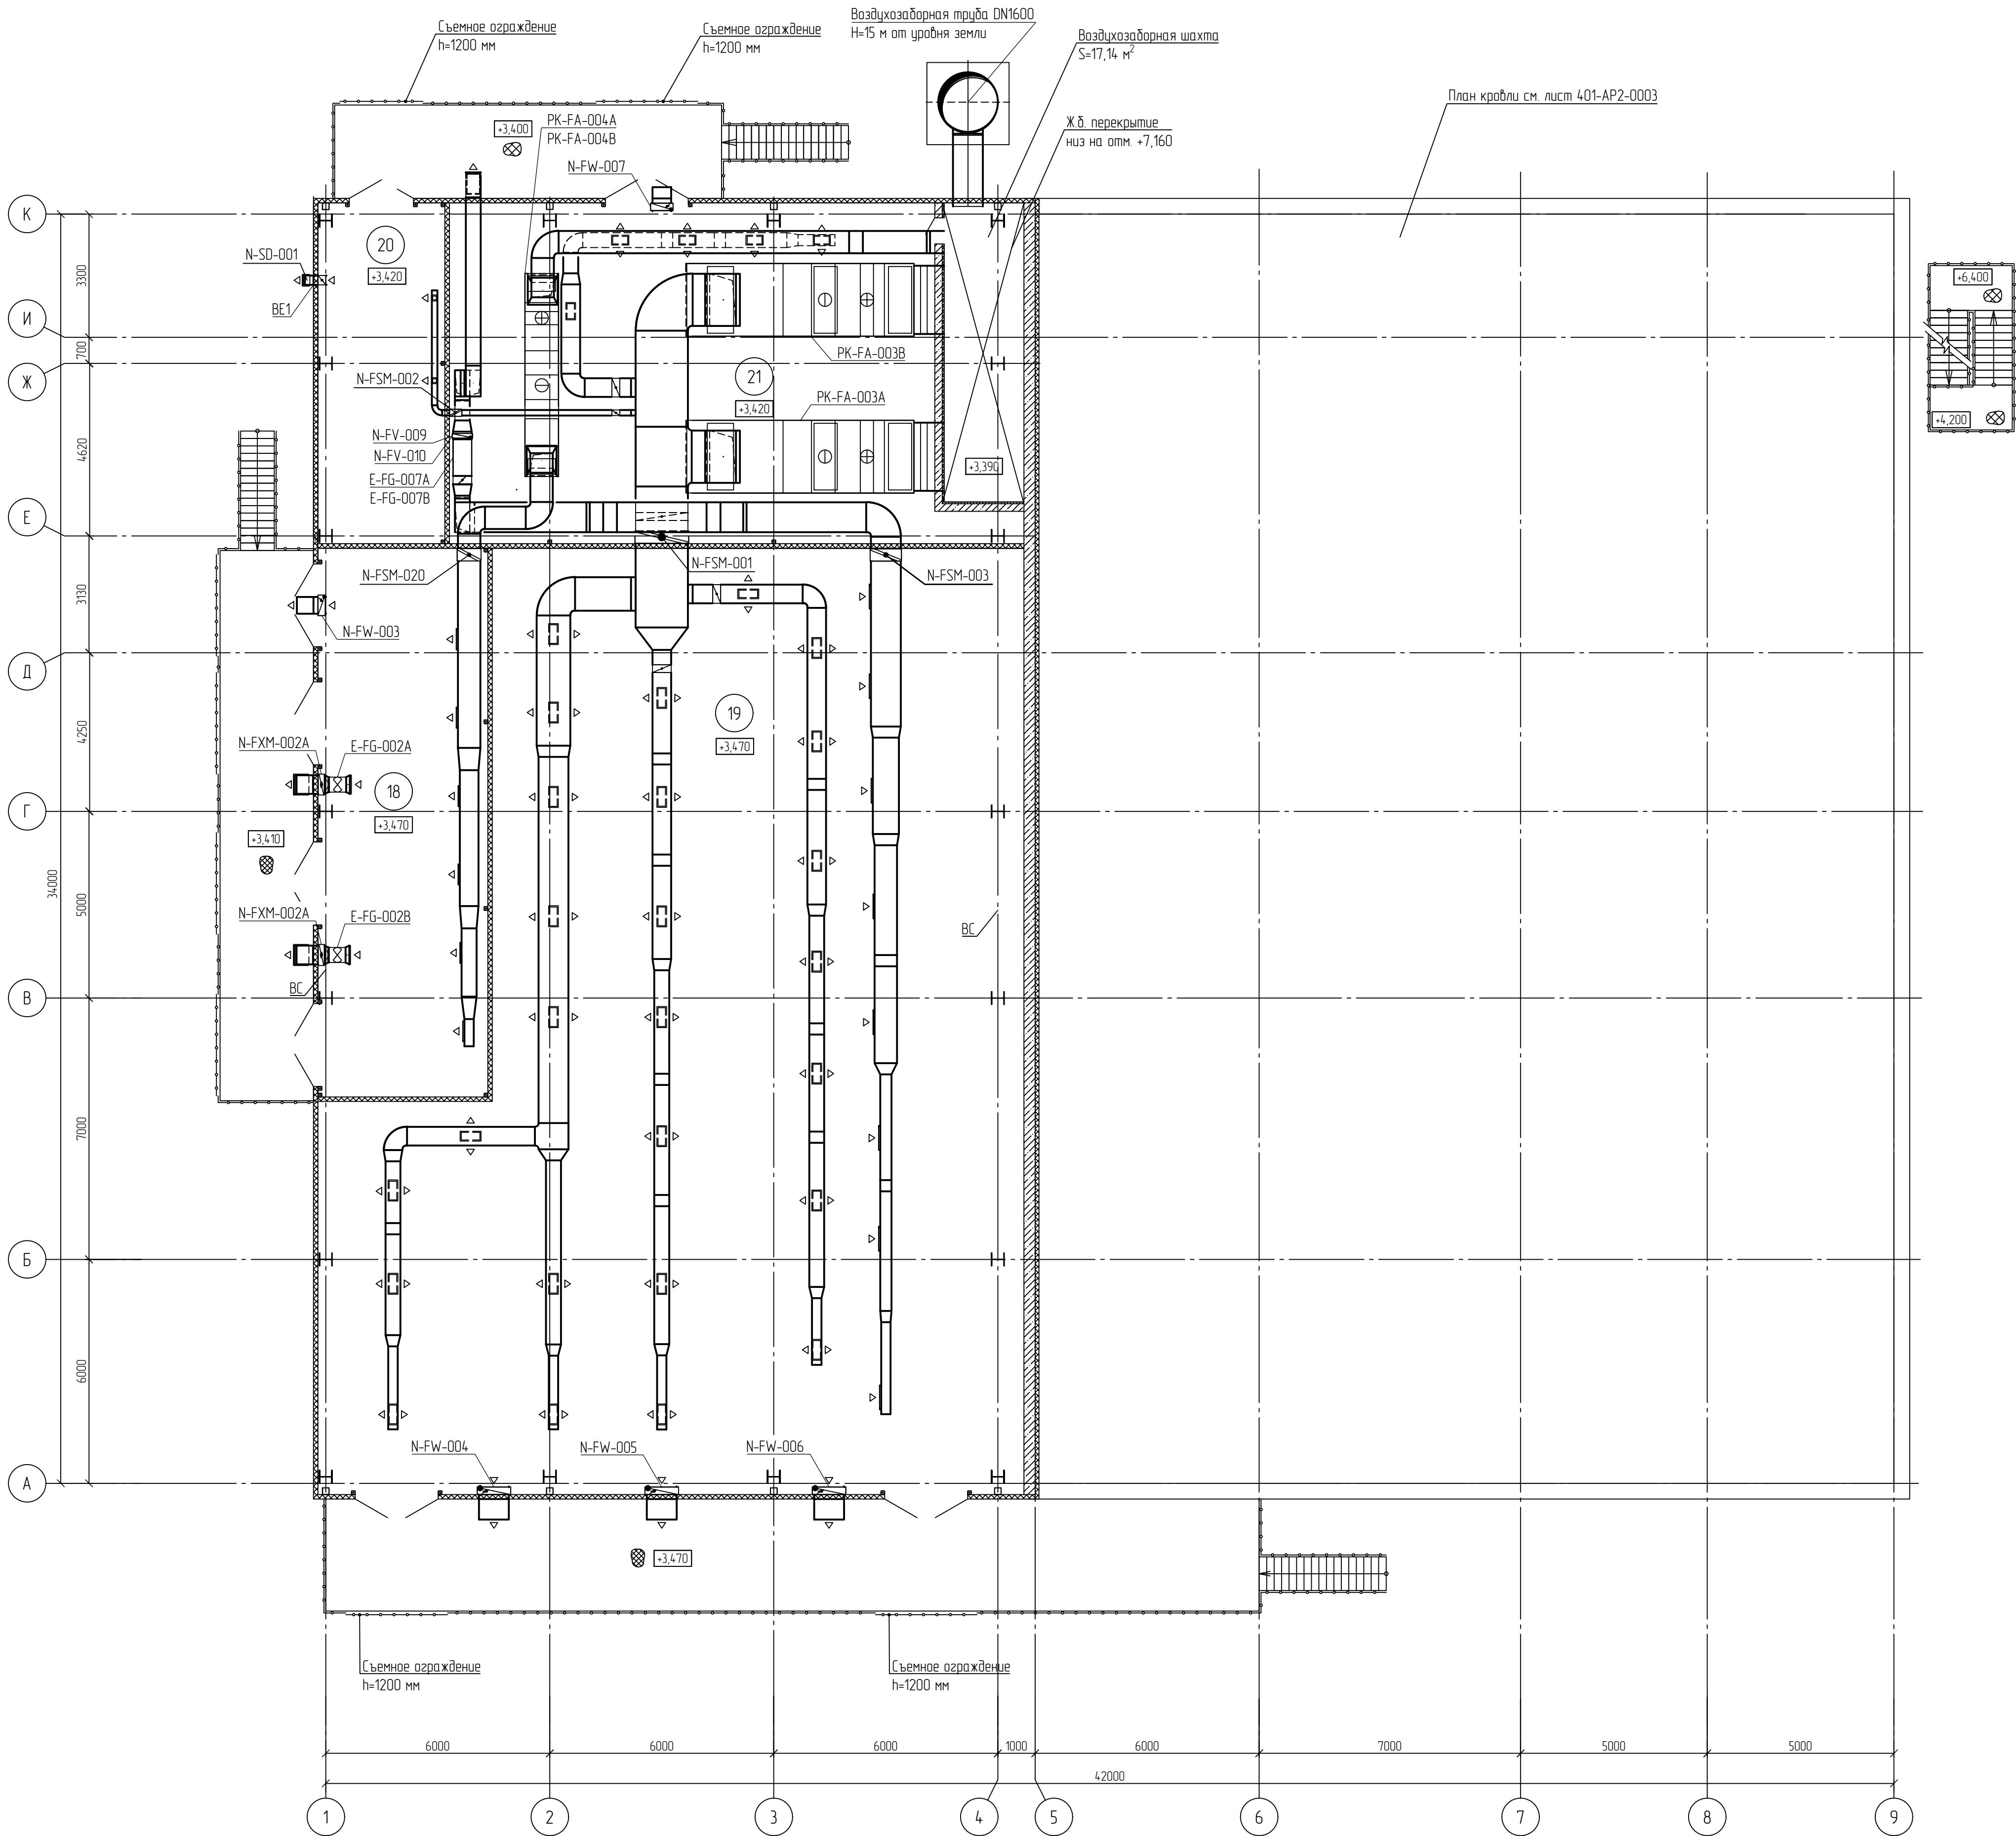 Съемное ограждение
h=1200 мм
Съемное ограждение
h=1200 мм
Воздухозаборная труба DN1600
H=15 м от уровня земли
Воздухозаборная шахта
S=17,14 м²
План кровли см. лист 401-АР2-0003
Ж.б. перекрытие
низ на отм. +7,160
+3,400
PK-FA-004A
PK-FA-004B
N-FW-007
К
20
+3,420
N-SD-001
BE1
3300
И
700
Ж
+6,400
+4,200
PK-FA-003B
21
+3,420
PK-FA-003A
N-FSM-002
N-FV-009
N-FV-010
E-FG-007A
E-FG-007B
4620
+3,390
Е
N-FSM-020
N-FSM-001
N-FSM-003
3130
N-FW-003
Д
19
+3,470
4250
N-FXM-002A
E-FG-002A
18
+3,470
Г
+3,410
34000
5000
N-FXM-002A
E-FG-002B
ВС
ВС
В
7000
Б
6000
N-FW-004
N-FW-005
N-FW-006
А
+3,470
Съемное ограждение
h=1200 мм
Съемное ограждение
h=1200 мм
6000
6000
6000
1000
6000
7000
5000
5000
42000
1
2
3
4
5
6
7
8
9